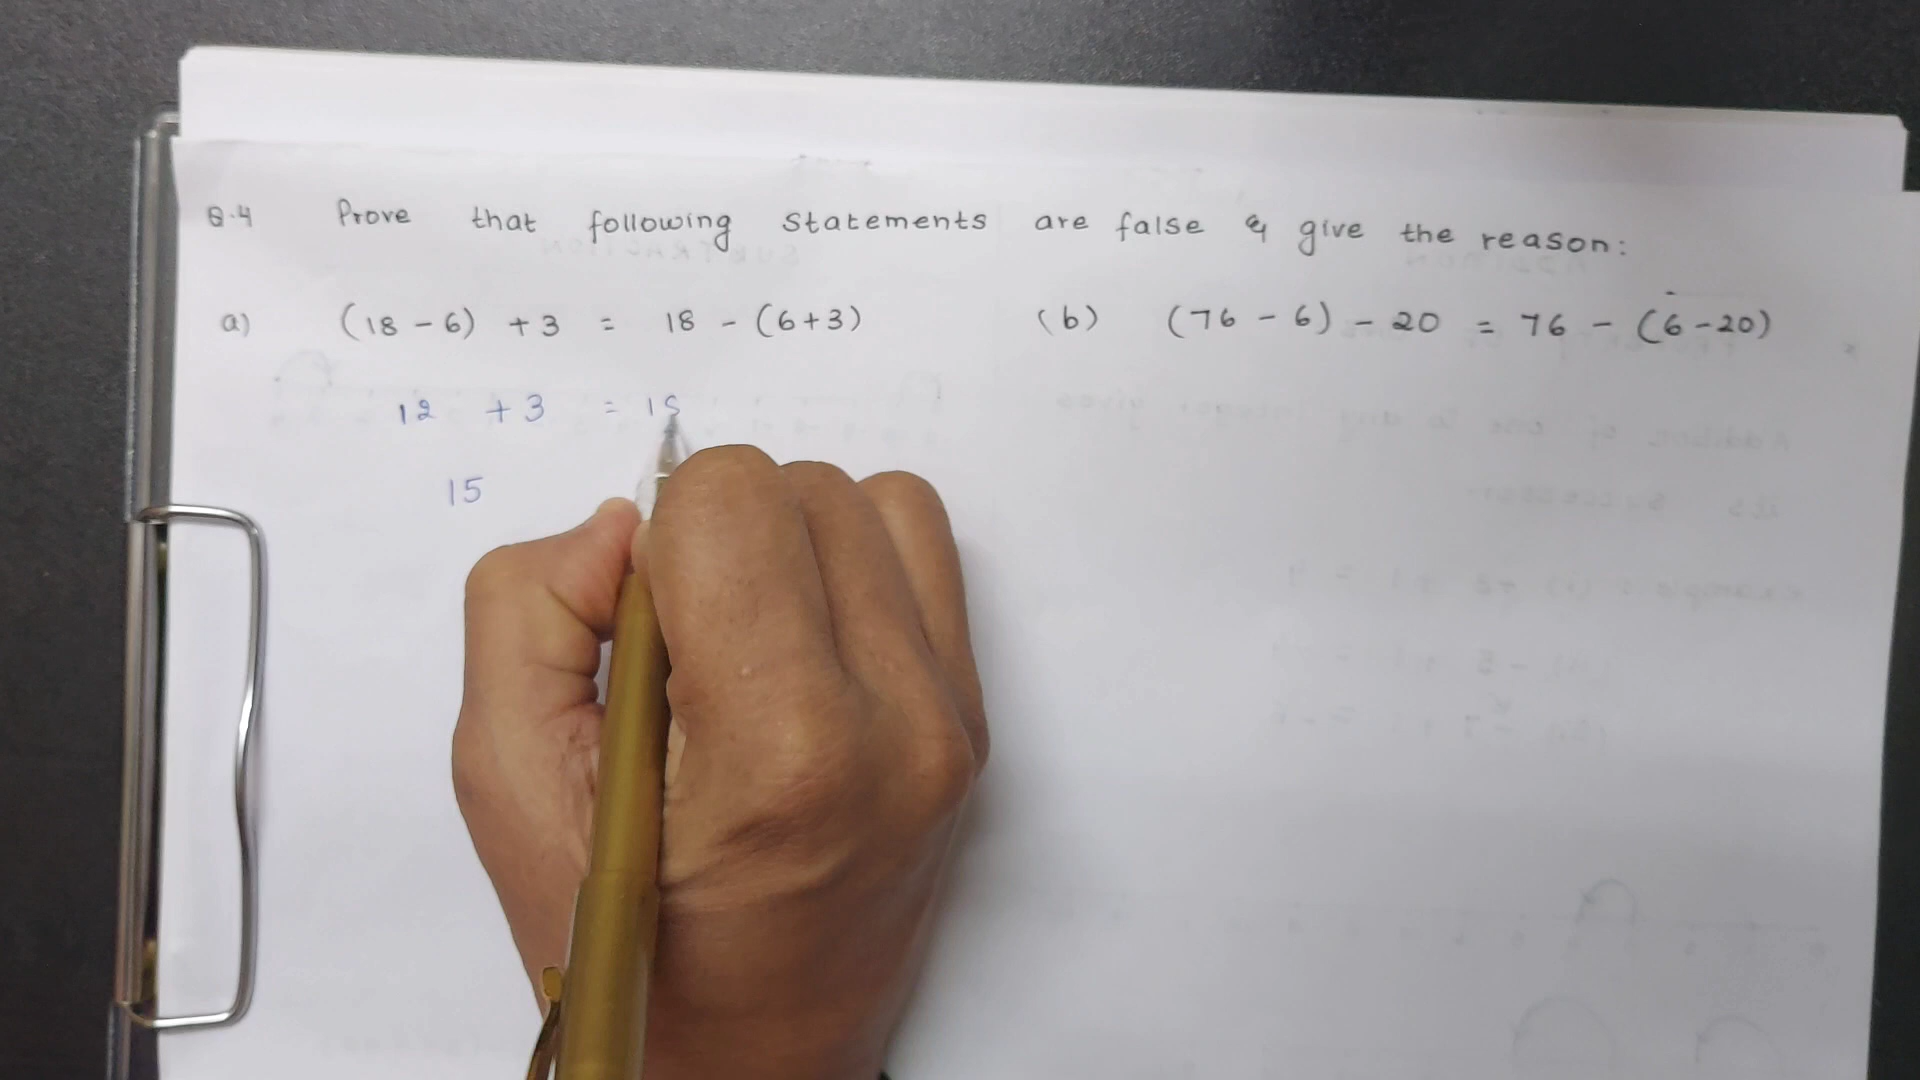 Q.4 Prove that following statements are false & give the reason:
a) (18 - 6) + 3 = 18 - (6+3) (b) (76 - 6) - 20 = 76 - (6 - 20)
12 + 3 = 1
15